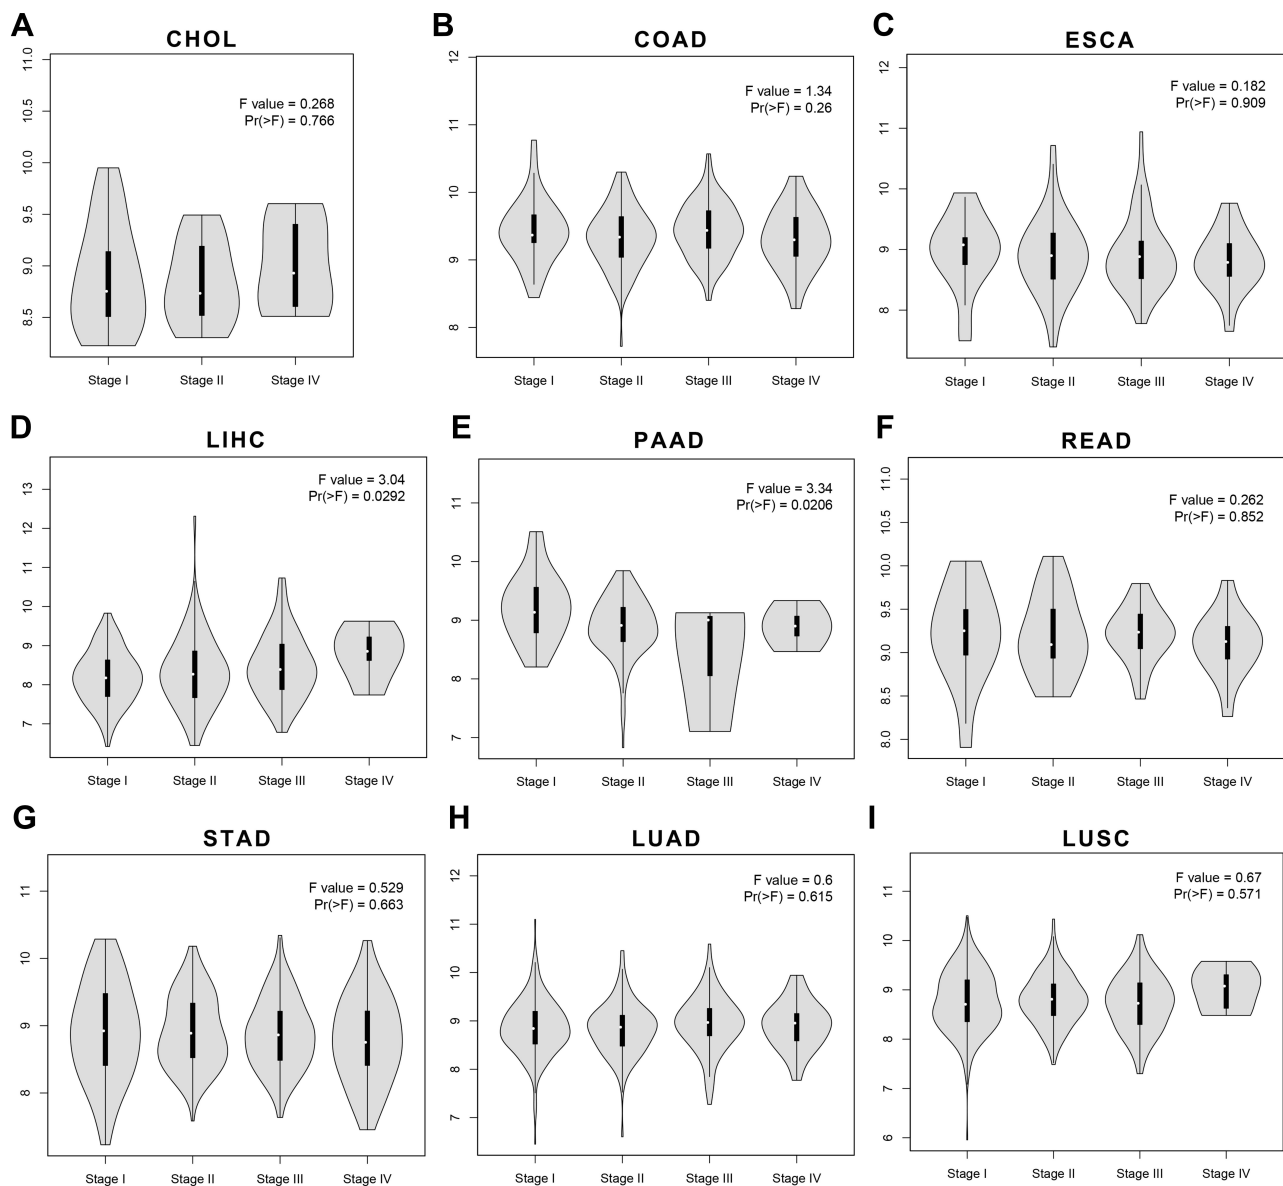 A
CHOL
F value = 0.268
Pr(>F) = 0.766
11.0
10.5
10.0
9.5
9.0
8.5
Stage I
Stage II
Stage IV
B
COAD
F value = 1.34
Pr(>F) = 0.26
12
11
10
9
8
Stage I
Stage II
Stage III
Stage IV
C
ESCA
F value = 0.182
Pr(>F) = 0.909
12
11
10
9
8
Stage I
Stage II
Stage III
Stage IV
D
LIHC
F value = 3.04
Pr(>F) = 0.0292
13
12
11
10
9
8
7
Stage I
Stage II
Stage III
Stage IV
E
PAAD
F value = 3.34
Pr(>F) = 0.0206
11
10
9
8
7
Stage I
Stage II
Stage III
Stage IV
F
READ
F value = 0.262
Pr(>F) = 0.852
11.0
10.5
10.0
9.5
9.0
8.5
8.0
Stage I
Stage II
Stage III
Stage IV
G
STAD
F value = 0.529
Pr(>F) = 0.663
11
10
9
8
Stage I
Stage II
Stage III
Stage IV
H
LUAD
F value = 0.6
Pr(>F) = 0.615
12
11
10
9
8
7
Stage I
Stage II
Stage III
Stage IV
I
LUSC
F value = 0.67
Pr(>F) = 0.571
11
10
9
8
7
6
Stage I
Stage II
Stage III
Stage IV